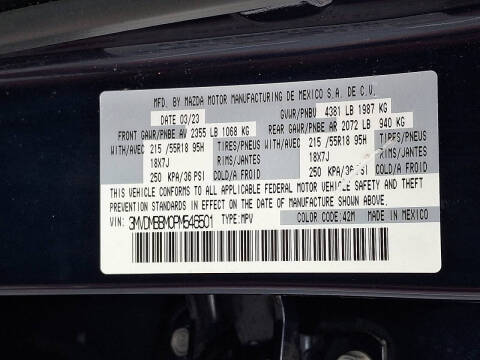 MFD. BY MAZDA MOTOR MANUFACTURING DE MEXICO S.A. DE C.V.
DATE 03/23 GVWR/PNBV 4381 LB 1987 KG
FRONT GAWR/PNBE AV 2355 LB 1068 KG REAR GAWR/PNBE AR 2072 LB 940 KG
WITH/AVEC 215 /55R18 95H TIRES/PNEUS WITH/AVEC 215 /55R18 95H TIRES/PNEUS
18X7J RIMS/JANTES 18X7J RIMS/JANTES
250 KPA/36 PSI 250 KPA/36 PSI
THIS VEHICLE CONFORMS TO ALL APPLICABLE FEDERAL MOTOR VEHICLE SAFETY AND THEFT
PREVENTION STANDARDS IN EFFECT ON THE DATE OF MANUFACTURE SHOWN ABOVE.
VIN: 3MVDMBBM0PM546501 TYPE:MPV COLOR CODE:42M MADE IN MEXICO